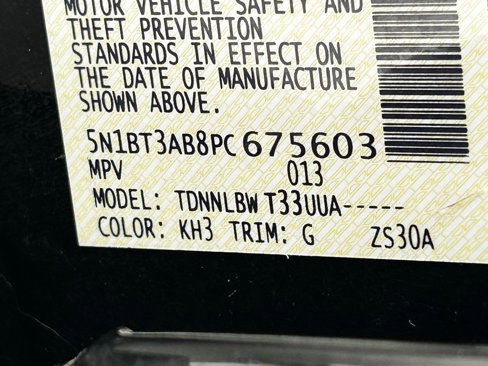 MOTOR VEHICLE SAFETY AND
THEFT PREVENTION
STANDARDS IN EFFECT ON
THE DATE OF MANUFACTURE
SHOWN ABOVE.
5N1BT3AB8PC675603
MPV 013
MODEL: TDNNLBW T33UUA-----
COLOR: KH3 TRIM: G ZS30A